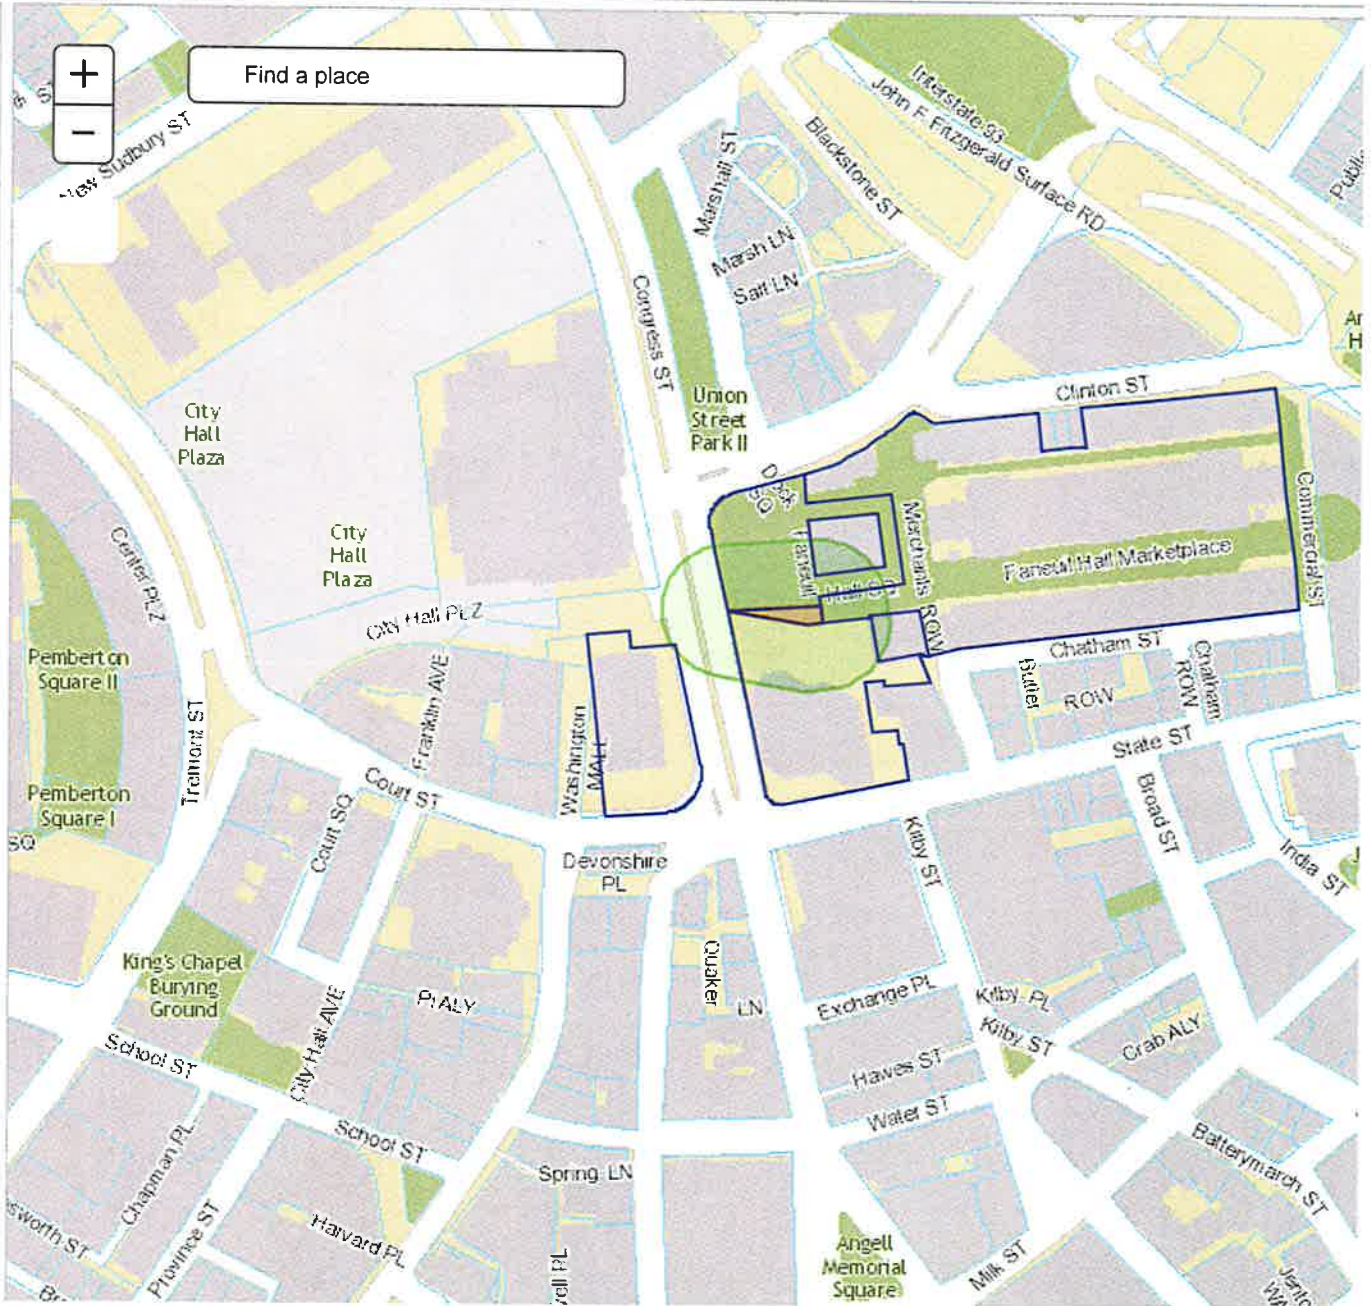 +
Find a place
−
New Sudbury ST
Interstate 93
John F Fitzgerald Surface RD
Blackstone ST
Marshall ST
Marsh LN
Salt LN
Congress ST
Union
Street
Park II
Clinton ST
City
Hall
Plaza
City
Hall
Plaza
Dock
SQ
Faneuil
Hall SQ
Merchants
ROW
Faneuil Hall Marketplace
Commercial ST
Center PLZ
City Hall PLZ
Pemberton
Square II
Chatham ST
Butler
ROW
Chatham
ROW
Tremont ST
Franklin AVE
Washington
MALL
State ST
Pemberton
Square I
SQ
Court ST
Court SQ
Devonshire
PL
Kilby ST
Broad ST
India ST
King's Chapel
Burying
Ground
PI ALY
City Hall AVE
Quaker
LN
Exchange PL
Kilby PL
Kilby ST
Crab ALY
School ST
Hawes ST
Water ST
School ST
Spring LN
Batterymarch ST
Chapman PL
Province ST
Harvard PL
sworth ST
Angell
Memorial
Square
Milk ST